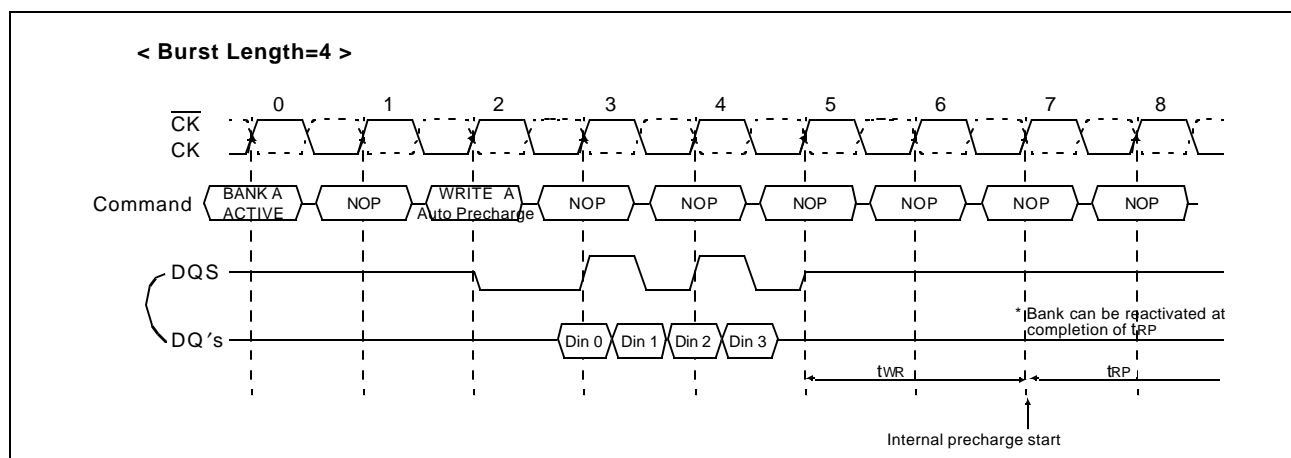 < Burst Length=4 >
0 1 2 3 4 5 6 7 8
CK
CK
Command
BANK A
ACTIVE
NOP
WRITE A
Auto Precharge
NOP
NOP
NOP
NOP
NOP
NOP
DQS
DQ's
Din 0 Din 1 Din 2 Din 3
* Bank can be reactivated at
completion of tRP
tWR
tRP
Internal precharge start